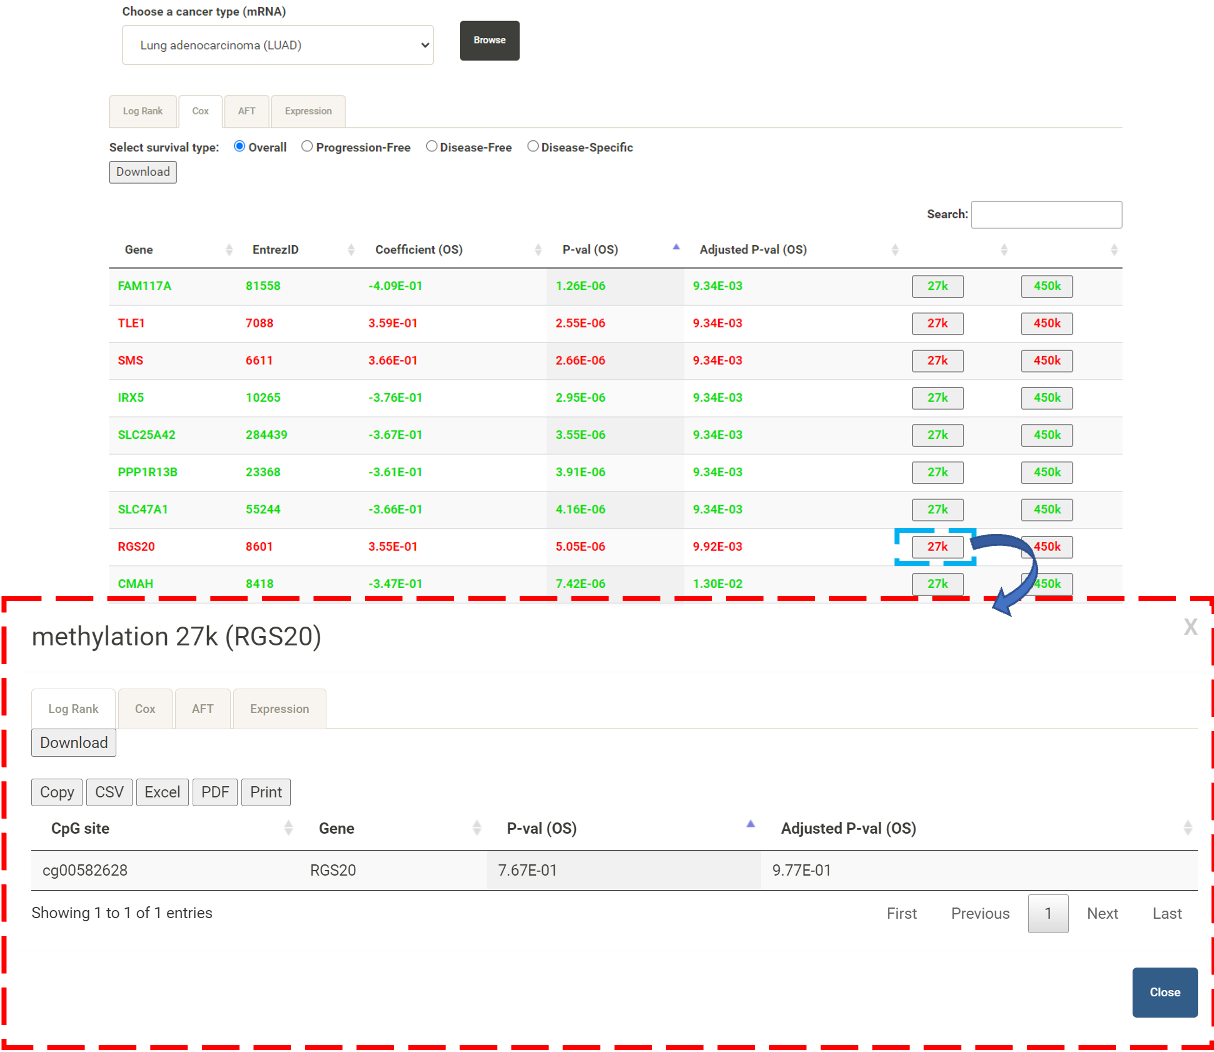 Choose a cancer type (mRNA)
Lung adenocarcinoma (LUAD) Browse
Log Rank Cox AFT Expression
Select survival type: Overall Progression-Free Disease-Free Disease-Specific
Download
Search:
Gene EntrezID Coefficient (OS) P-val (OS) Adjusted P-val (OS)
FAM117A 81558 -4.09E-01 1.26E-06 9.34E-03 27k 450k
TLE1 7088 3.59E-01 2.55E-06 9.34E-03 27k 450k
SMS 6611 3.66E-01 2.66E-06 9.34E-03 27k 450k
IRX5 10265 -3.76E-01 2.95E-06 9.34E-03 27k 450k
SLC25A42 284439 -3.67E-01 3.55E-06 9.34E-03 27k 450k
PPP1R13B 23368 -3.61E-01 3.91E-06 9.34E-03 27k 450k
SLC47A1 55244 -3.66E-01 4.16E-06 9.34E-03 27k 450k
RGS20 8601 3.55E-01 5.05E-06 9.92E-03 27k 450k
CMAH 8418 -3.47E-01 7.42E-06 1.30E-02 27k 450k
methylation 27k (RGS20) X
Log Rank Cox AFT Expression
Download
Copy CSV Excel PDF Print
CpG site Gene P-val (OS) Adjusted P-val (OS)
cg00582628 RGS20 7.67E-01 9.77E-01
Showing 1 to 1 of 1 entries First Previous 1 Next Last
Close